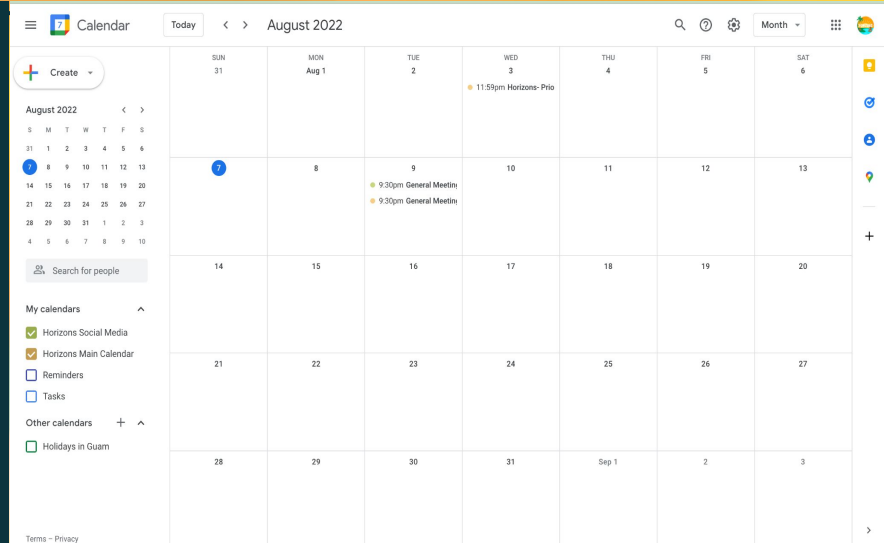 7 Calendar Today August 2022 Month
Create
August 2022
S M T W T F S
31 1 2 3 4 5 6
7 8 9 10 11 12 13
14 15 16 17 18 19 20
21 22 23 24 25 26 27
28 29 30 31 1 2 3
4 5 6 7 8 9 10
Search for people
My calendars
Horizons Social Media
Horizons Main Calendar
Reminders
Tasks
Other calendars
Holidays in Guam
Terms – Privacy
SUN MON TUE WED THU FRI SAT
31 Aug 1 2 3 4 5 6
11:59pm Horizons- Prio
7 8 9 10 11 12 13
9:30pm General Meeting
9:30pm General Meeting
14 15 16 17 18 19 20
21 22 23 24 25 26 27
28 29 30 31 Sep 1 2 3